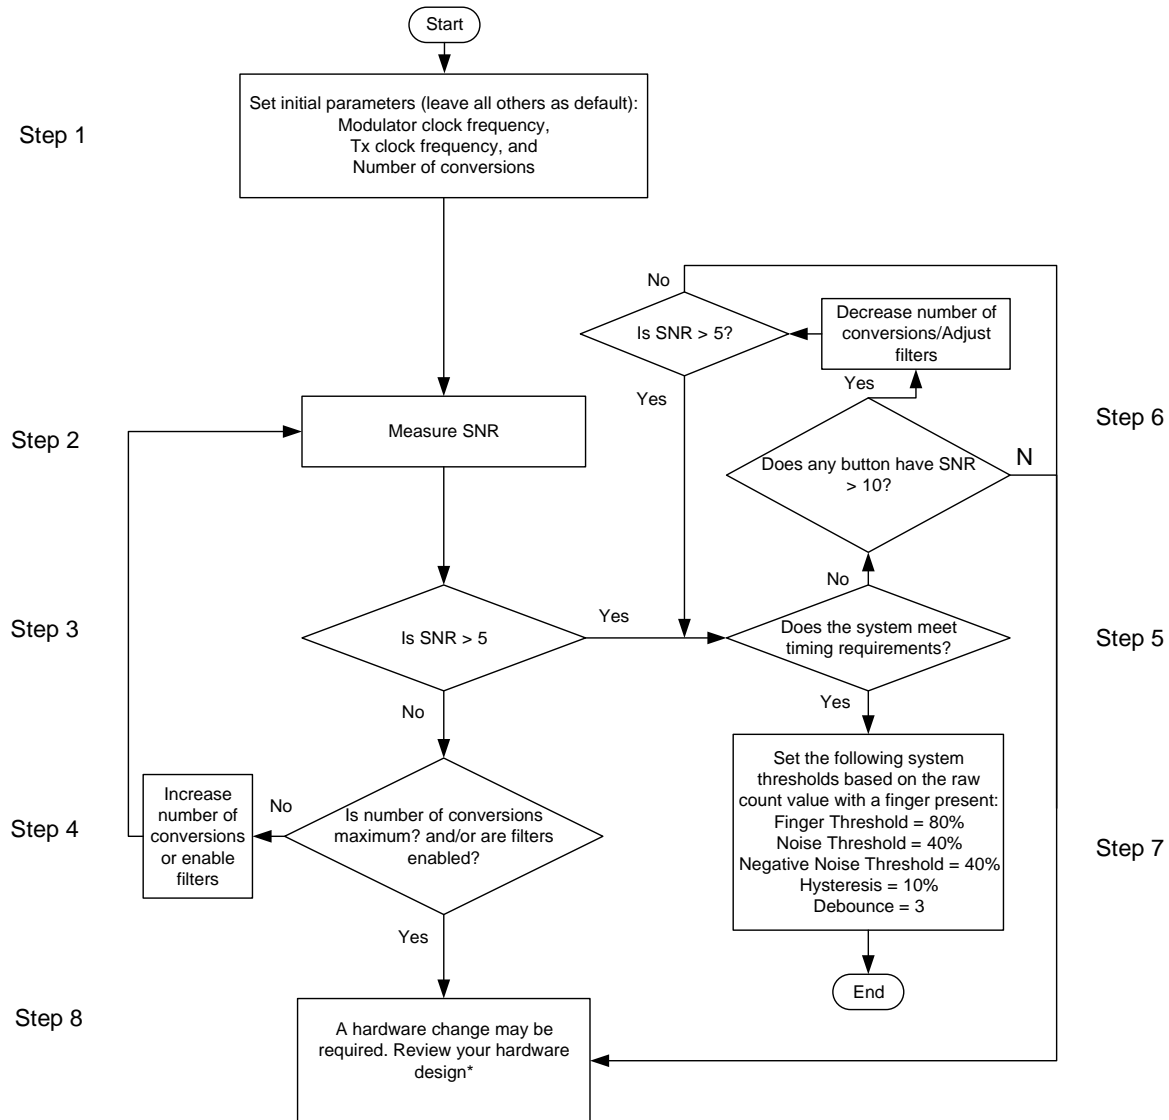 Start
Step 1
Set initial parameters (leave all others as default):
Modulator clock frequency,
Tx clock frequency, and
Number of conversions
No
Is SNR > 5?
Decrease number of
conversions/Adjust
filters
Yes
Yes
Step 6
Step 2
Measure SNR
Does any button have SNR
> 10?
N
No
Step 3
Is SNR > 5
Yes
Does the system meet
timing requirements?
Step 5
No
Yes
Step 4
Increase
number of
conversions
or enable
filters
No
Is number of conversions
maximum? and/or are filters
enabled?
Set the following system
thresholds based on the raw
count value with a finger present:
Finger Threshold = 80%
Noise Threshold = 40%
Negative Noise Threshold = 40%
Hysteresis = 10%
Debounce = 3
Step 7
Yes
End
Step 8
A hardware change may be
required. Review your hardware
design*